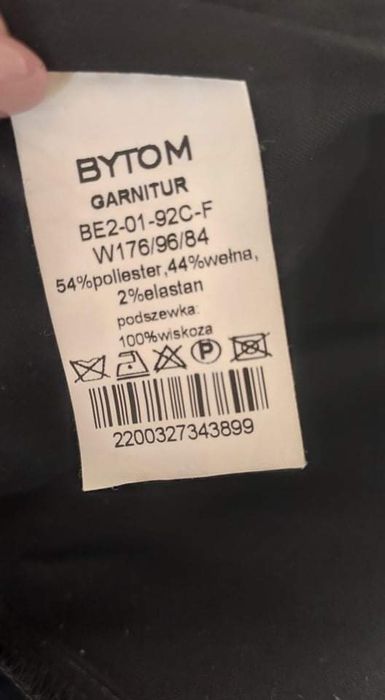 BYTOM
GARNITUR
BE2-01-92C-F
W176/96/84
54%poliester,44%wełna,
2%elastan
podszewka:
100%wiskoza
P
2200327343899